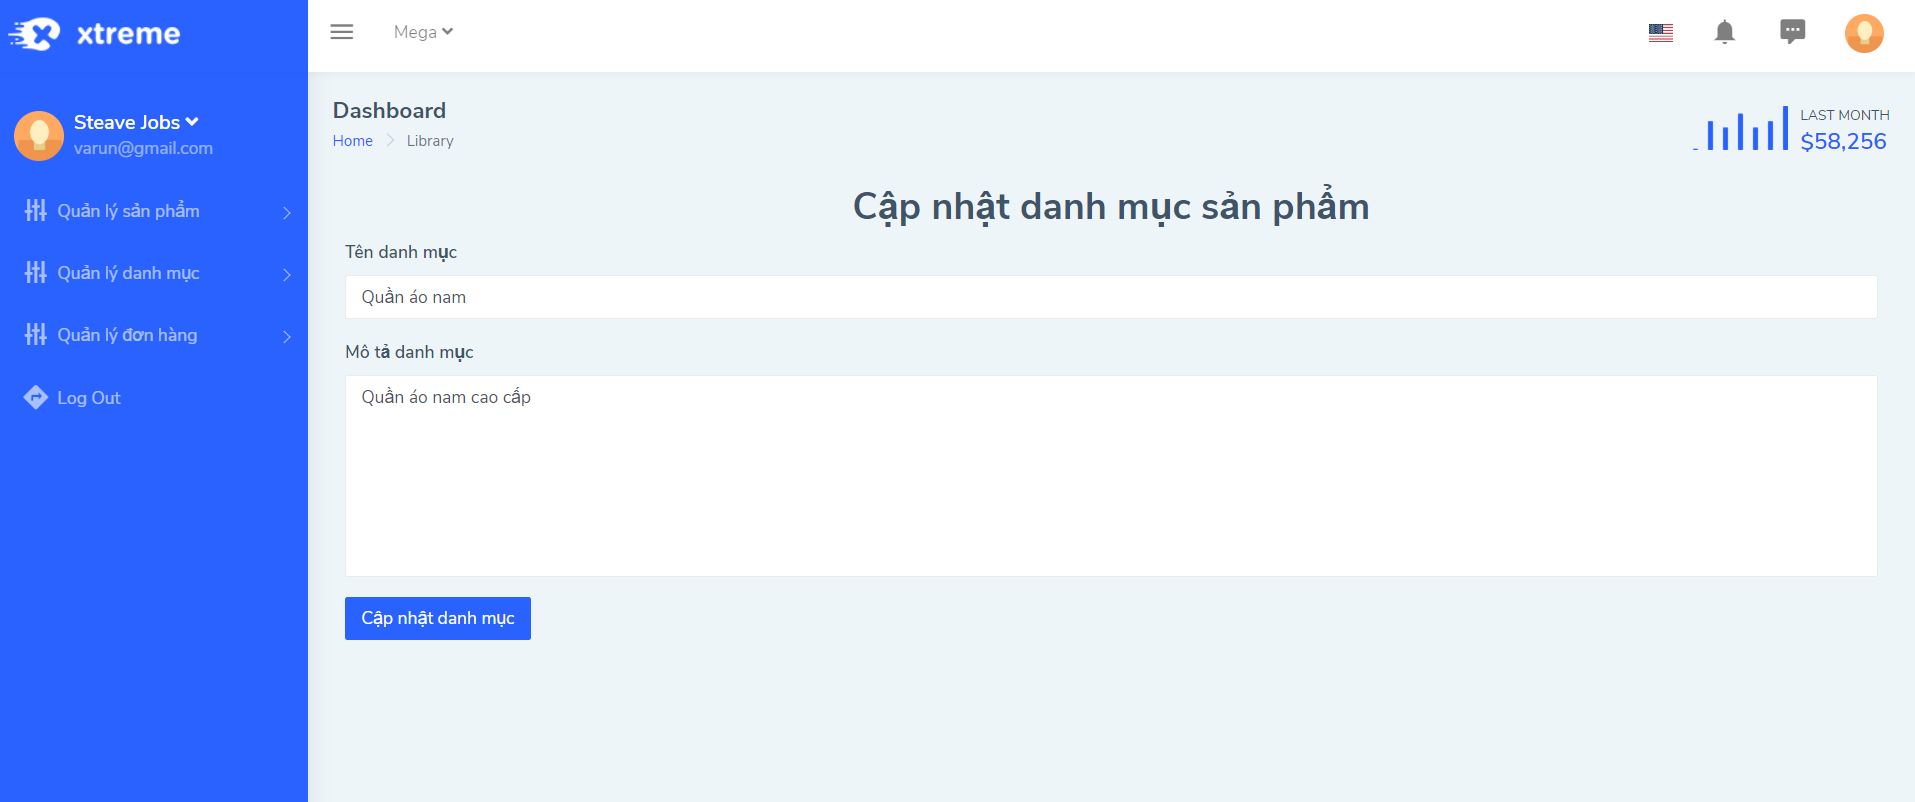 xtreme
Mega
Steave Jobs
varun@gmail.com
Quản lý sản phẩm
Quản lý danh mục
Quản lý đơn hàng
Log Out
Dashboard
Home Library
LAST MONTH
$58,256
Cập nhật danh mục sản phẩm
Tên danh mục
Quần áo nam
Mô tả danh mục
Quần áo nam cao cấp
Cập nhật danh mục